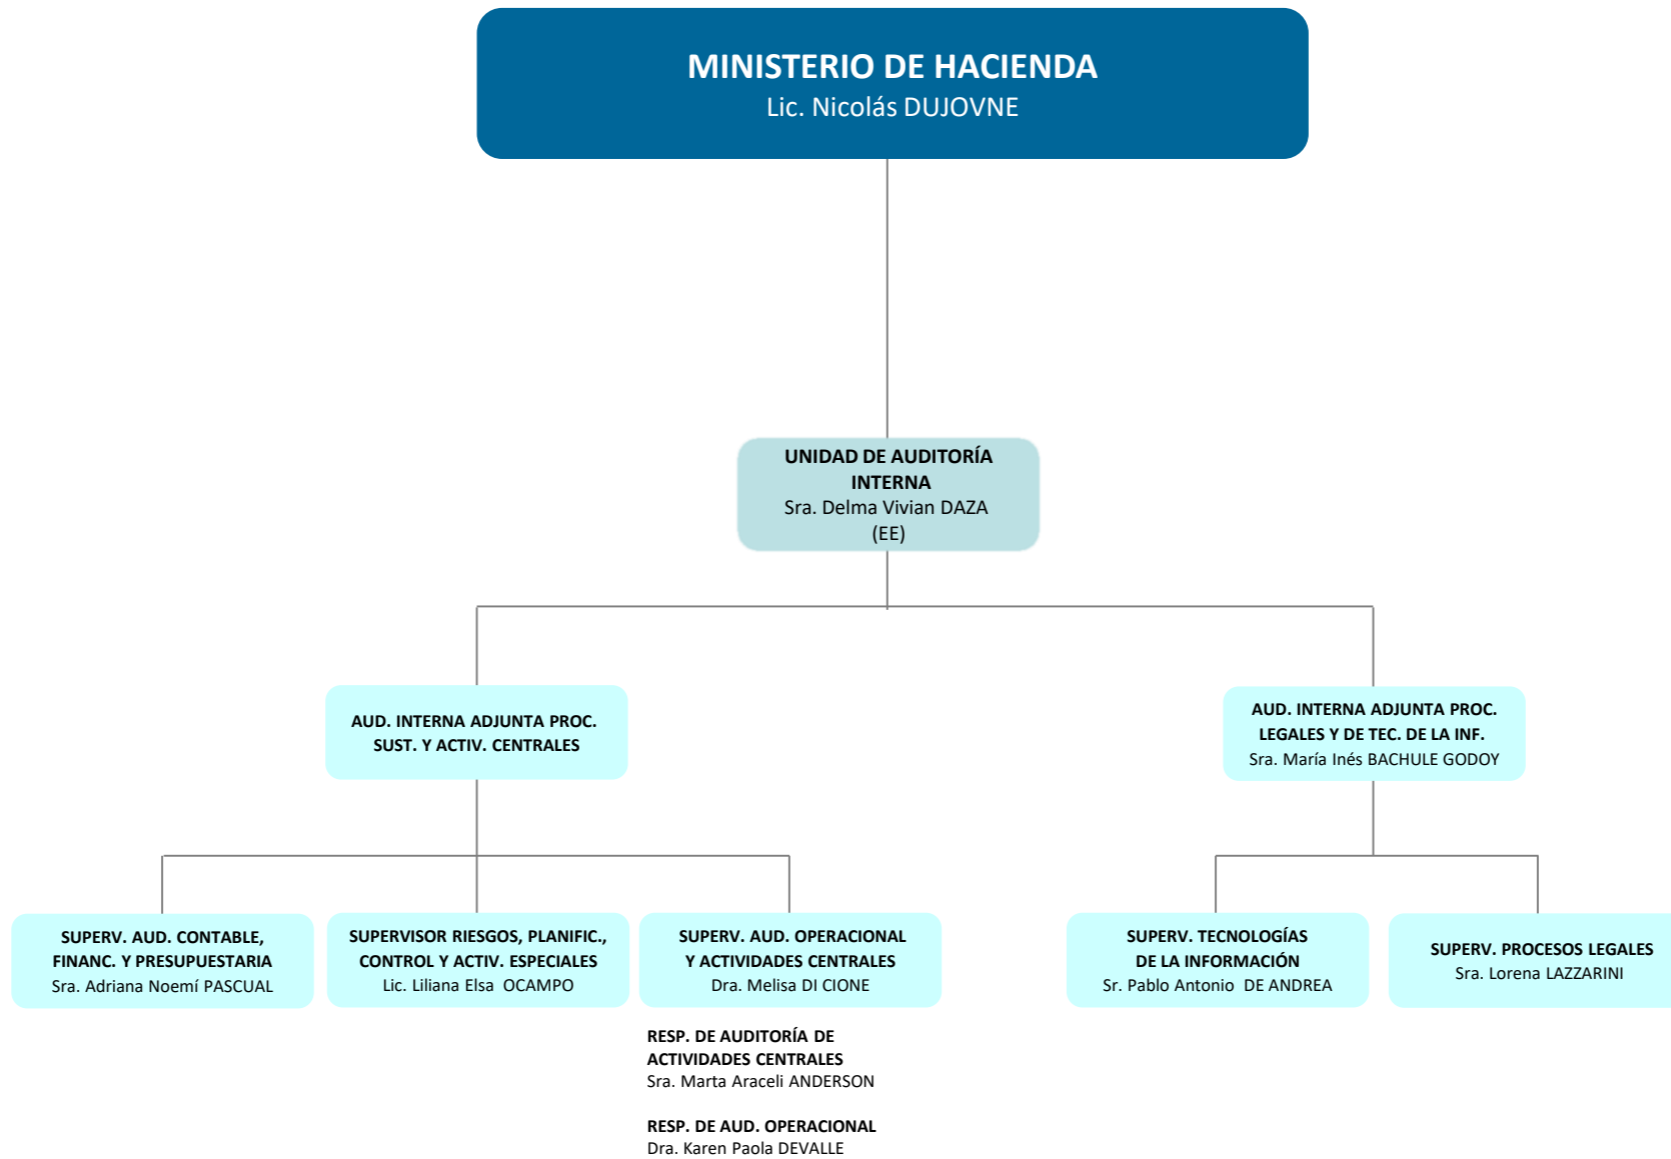 MINISTERIO DE HACIENDA
Lic. Nicolás DUJOVNE
UNIDAD DE AUDITORÍA
INTERNA
Sra. Delma Vivian DAZA
(EE)
AUD. INTERNA ADJUNTA PROC.
SUST. Y ACTIV. CENTRALES
AUD. INTERNA ADJUNTA PROC.
LEGALES Y DE TEC. DE LA INF.
Sra. María Inés BACHULE GODOY
SUPERV. AUD. CONTABLE,
FINANC. Y PRESUPUESTARIA
Sra. Adriana Noemí PASCUAL
SUPERVISOR RIESGOS, PLANIFIC.,
CONTROL Y ACTIV. ESPECIALES
Lic. Liliana Elsa  OCAMPO
SUPERV. AUD. OPERACIONAL
Y ACTIVIDADES CENTRALES
Dra. Melisa DI CIONE
RESP. DE AUDITORÍA DE
ACTIVIDADES CENTRALES
Sra. Marta Araceli ANDERSON
RESP. DE AUD. OPERACIONAL
Dra. Karen Paola DEVALLE
SUPERV. TECNOLOGÍAS
DE LA INFORMACIÓN
Sr. Pablo Antonio  DE ANDREA
SUPERV. PROCESOS LEGALES
Sra. Lorena LAZZARINI